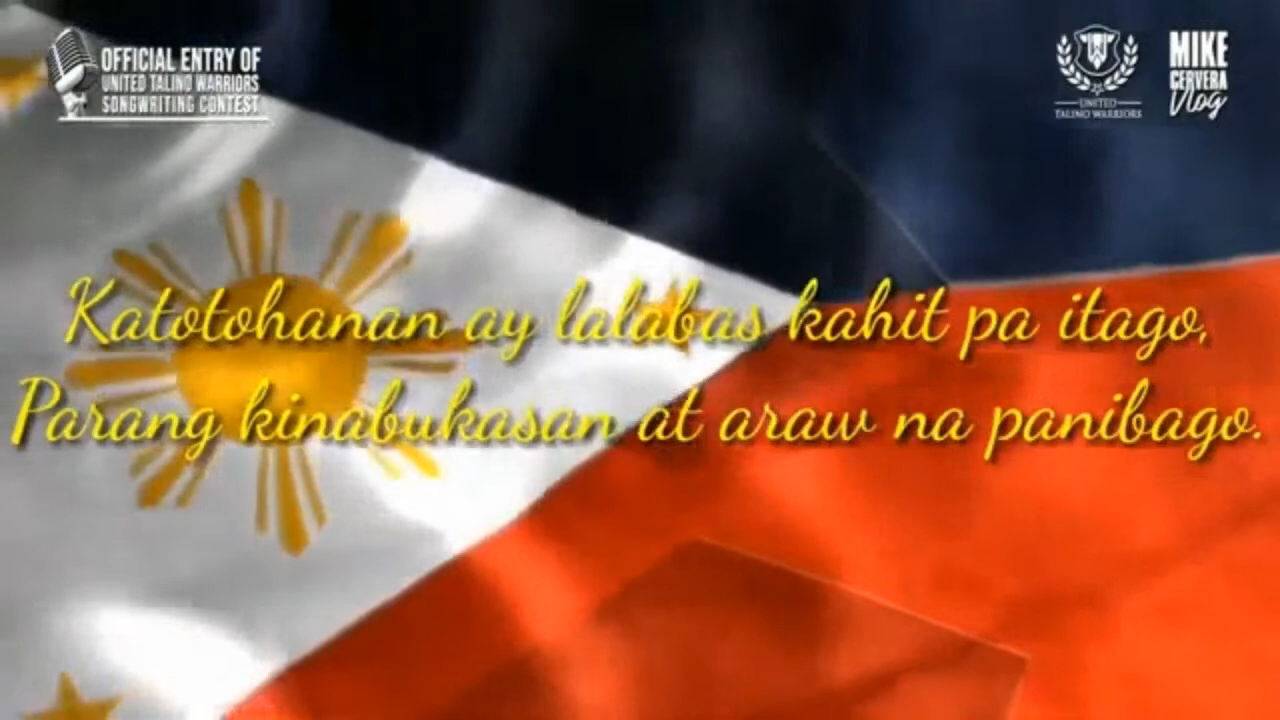 OFFICIAL ENTRY OF
UNITED TALINO WARRIORS
SONGWRITING CONTEST
UNITED
TALINO WARRIORS
MIKE
CERVERA
Vlog
Katotohanan ay lalabas kahit pa itago,
Parang kinabukasan at araw na panibago.